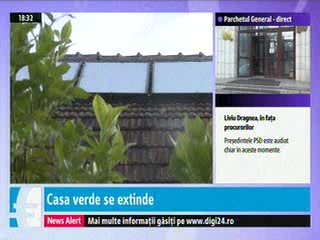 18:32
Parchetul General - direct
Liviu Dragnea, în fața
procurorilor
Președintele PSD este audiat
chiar în aceste momente.
Casa verde se extinde
News Alert
Mai multe informații găsiți pe www.digi24.ro